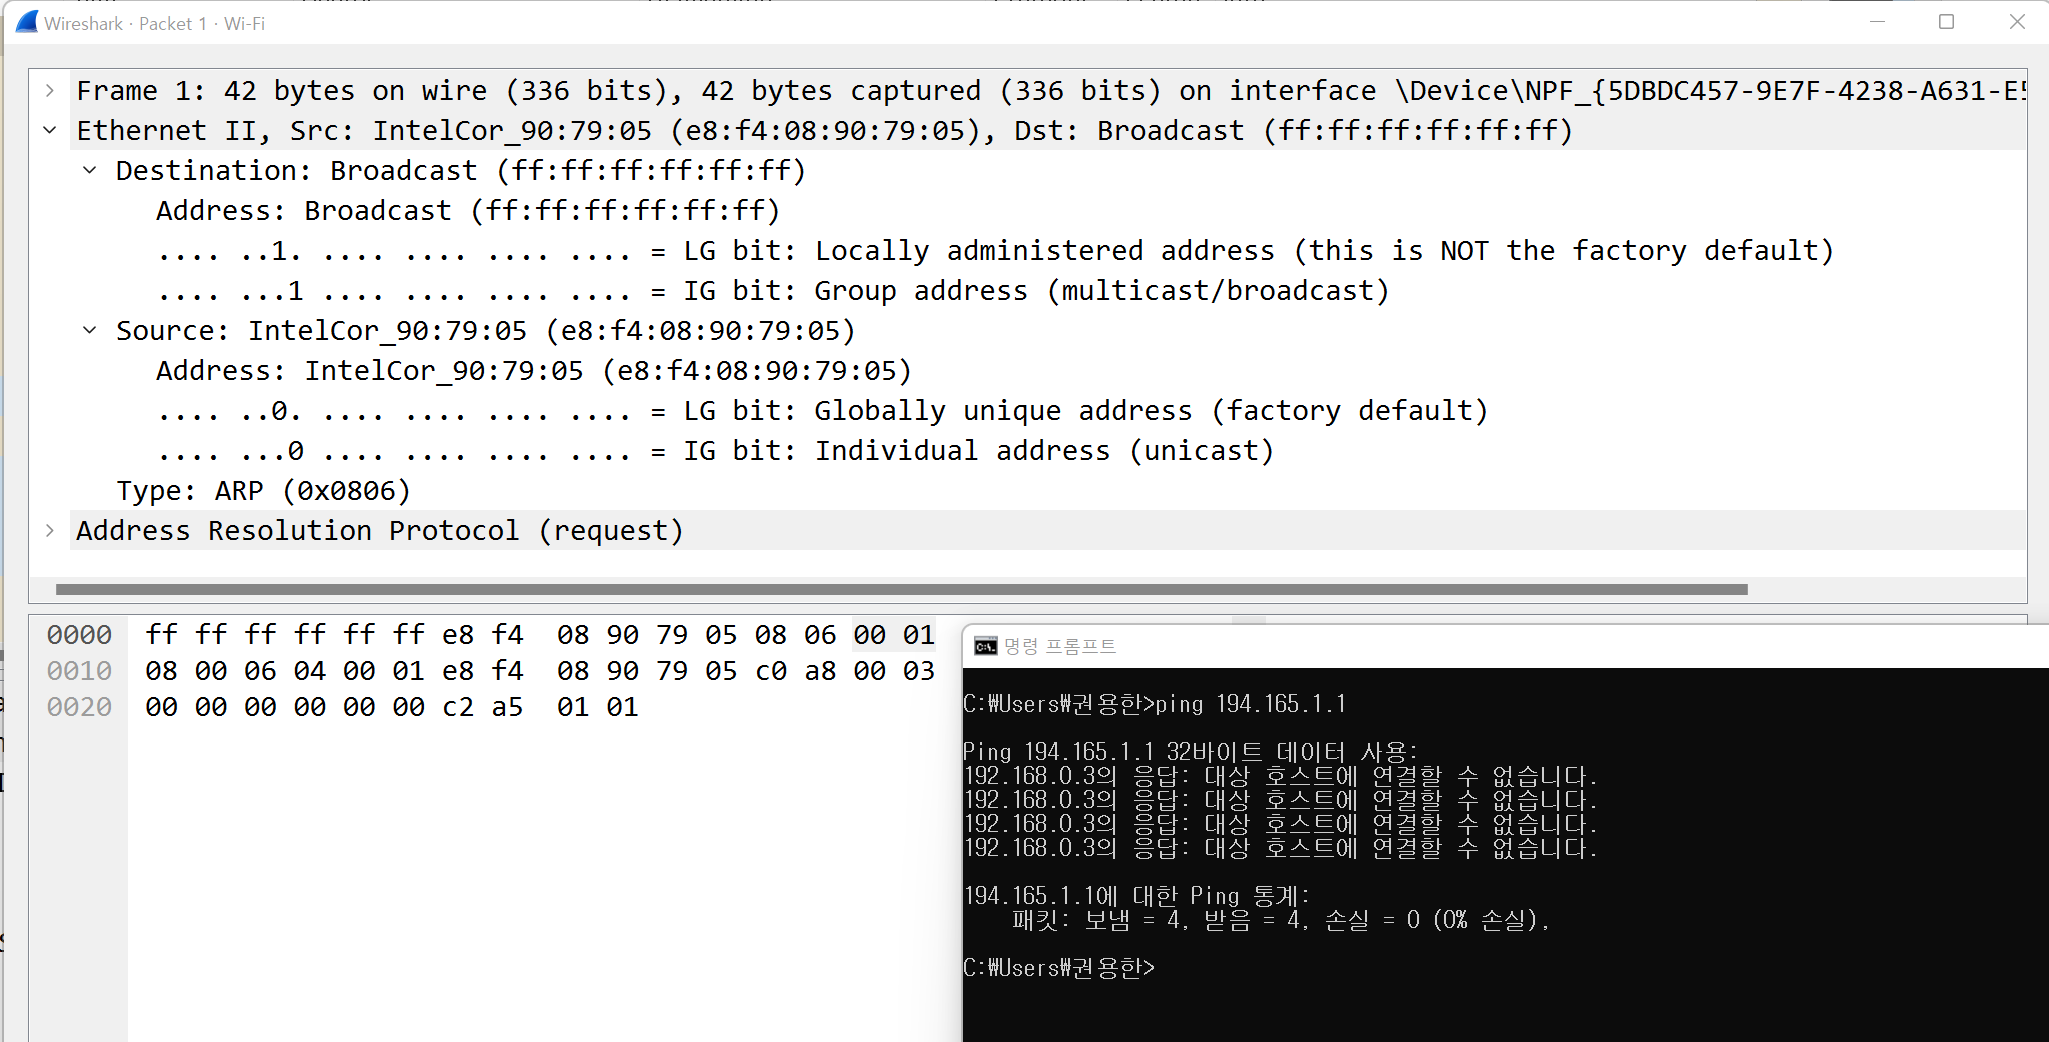 Wireshark · Packet 1 · Wi-Fi
Frame 1: 42 bytes on wire (336 bits), 42 bytes captured (336 bits) on interface \Device\NPF_{5DBDC457-9E7F-4238-A631-E5
Ethernet II, Src: IntelCor_90:79:05 (e8:f4:08:90:79:05), Dst: Broadcast (ff:ff:ff:ff:ff:ff)
Destination: Broadcast (ff:ff:ff:ff:ff:ff)
Address: Broadcast (ff:ff:ff:ff:ff:ff)
.... ..1. .... .... .... .... = LG bit: Locally administered address (this is NOT the factory default)
.... ...1 .... .... .... .... = IG bit: Group address (multicast/broadcast)
Source: IntelCor_90:79:05 (e8:f4:08:90:79:05)
Address: IntelCor_90:79:05 (e8:f4:08:90:79:05)
.... ..0. .... .... .... .... = LG bit: Globally unique address (factory default)
.... ...0 .... .... .... .... = IG bit: Individual address (unicast)
Type: ARP (0x0806)
Address Resolution Protocol (request)
0000 ff ff ff ff ff ff e8 f4 08 90 79 05 08 06 00 01
0010 08 00 06 04 00 01 e8 f4 08 90 79 05 c0 a8 00 03
0020 00 00 00 00 00 00 c2 a5 01 01
명령 프롬프트
C:₩Users₩권용한>ping 194.165.1.1
Ping 194.165.1.1 32바이트 데이터 사용:
192.168.0.3의 응답: 대상 호스트에 연결할 수 없습니다.
192.168.0.3의 응답: 대상 호스트에 연결할 수 없습니다.
192.168.0.3의 응답: 대상 호스트에 연결할 수 없습니다.
192.168.0.3의 응답: 대상 호스트에 연결할 수 없습니다.
194.165.1.1에 대한 Ping 통계:
패킷: 보냄 = 4, 받음 = 4, 손실 = 0 (0% 손실),
C:₩Users₩권용한>